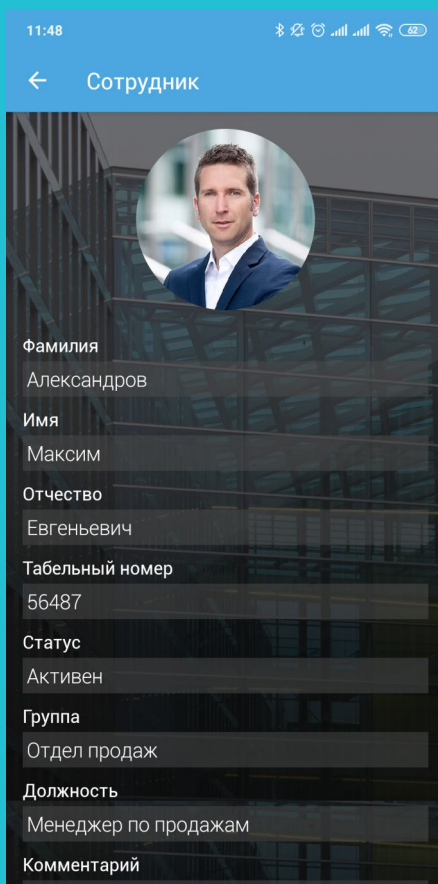 11:48
62
Сотрудник
Фамилия
Александров
Имя
Максим
Отчество
Евгеньевич
Табельный номер
56487
Статус
Активен
Группа
Отдел продаж
Должность
Менеджер по продажам
Комментарий